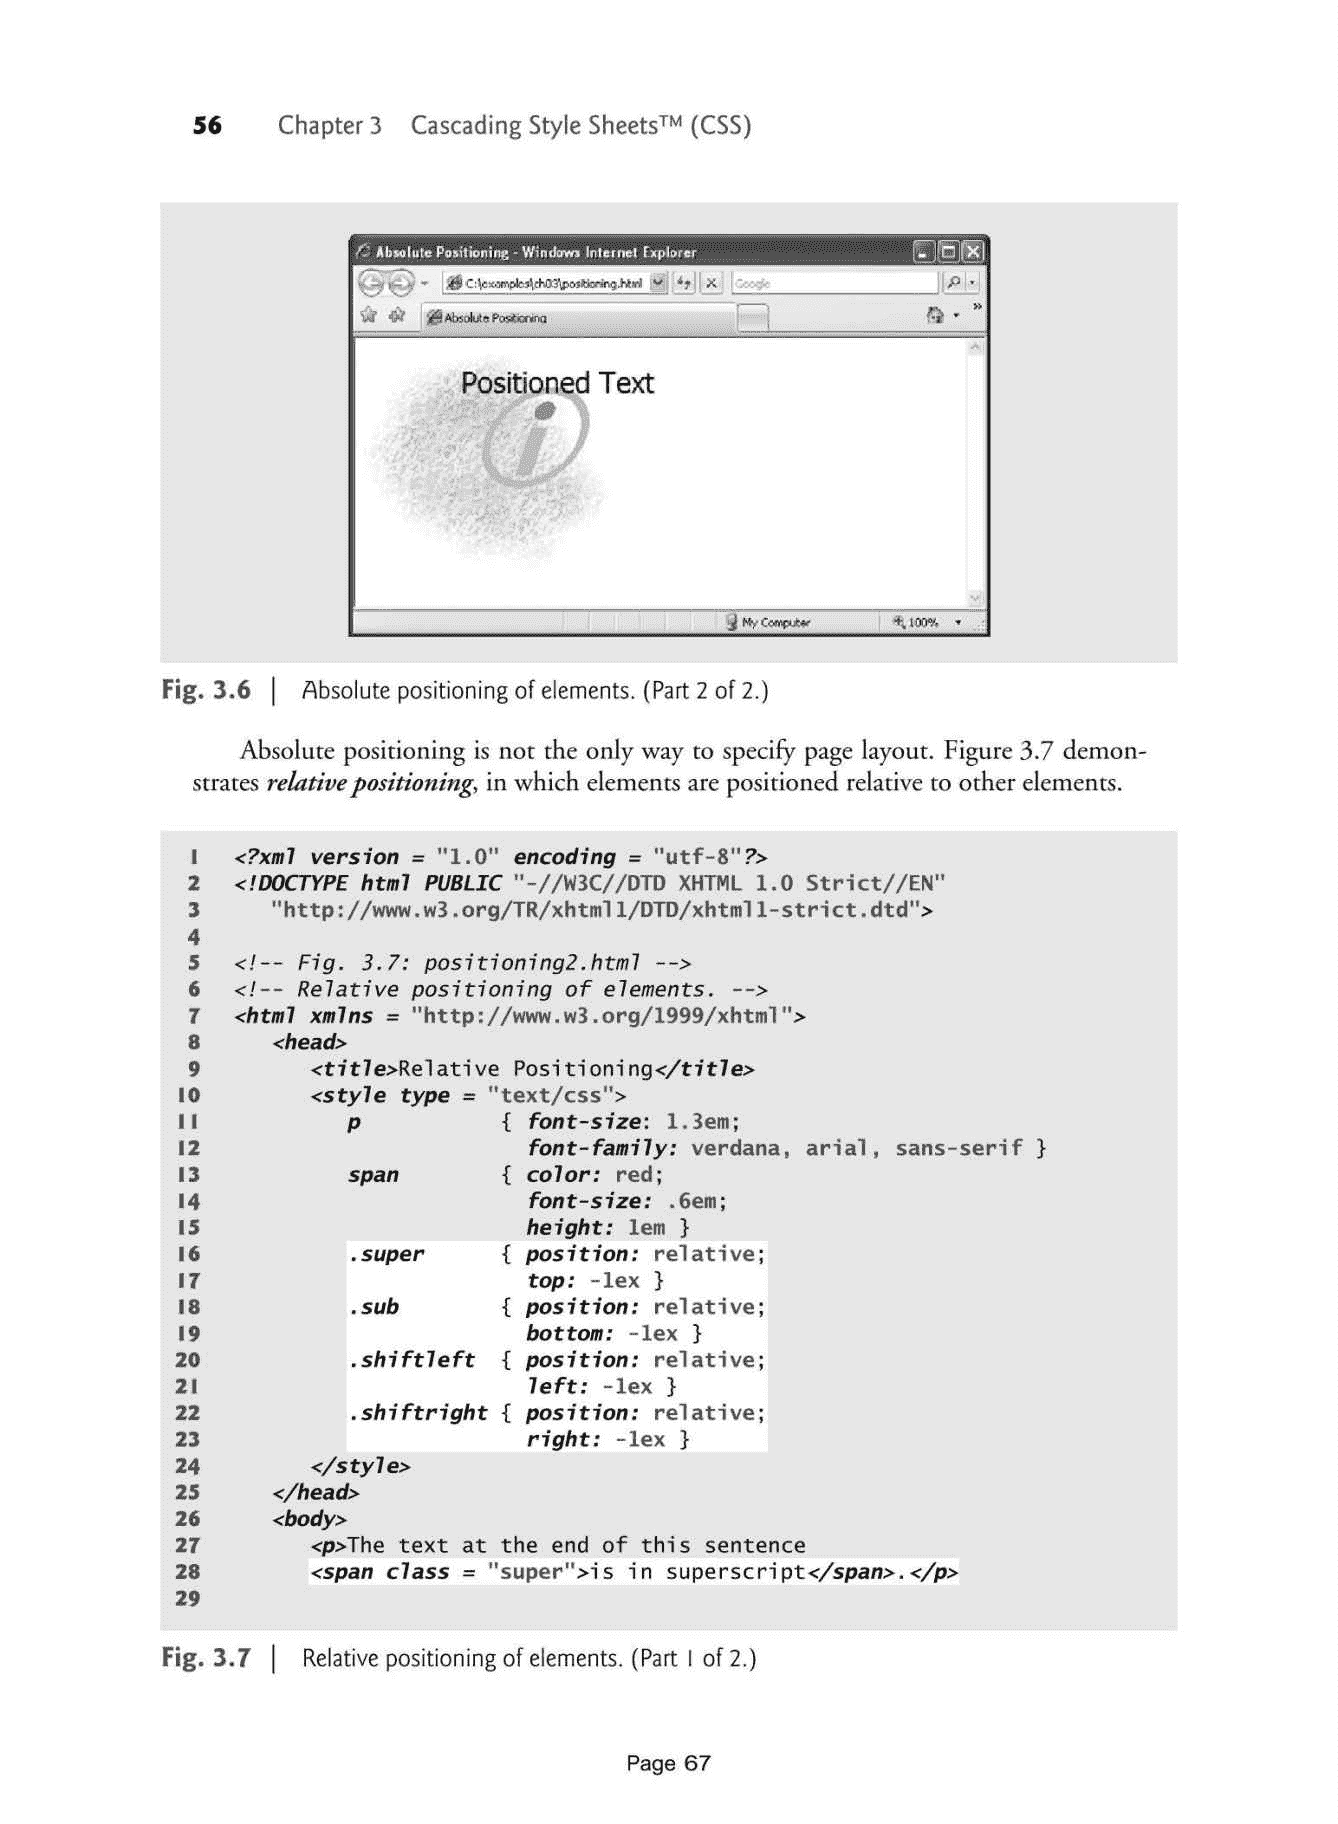 56 Chapter 3 Cascading Style Sheets™ (CSS)
Absolute Positioning - Windows Internet Explorer
C:\examples\ch03\positioning.html Google
Absolute Positioning
Positioned Text
i
My Computer 100%
Fig. 3.6 | Absolute positioning of elements. (Part 2 of 2.)
Absolute positioning is not the only way to specify page layout. Figure 3.7 demon-
strates relative positioning, in which elements are positioned relative to other elements.
1 <?xml version = "1.0" encoding = "utf-8"?>
2 <!DOCTYPE html PUBLIC "-//W3C//DTD XHTML 1.0 Strict//EN"
3 "http://www.w3.org/TR/xhtml1/DTD/xhtml1-strict.dtd">
4
5 <!-- Fig. 3.7: positioning2.html -->
6 <!-- Relative positioning of elements. -->
7 <html xmlns = "http://www.w3.org/1999/xhtml">
8 <head>
9 <title>Relative Positioning</title>
10 <style type = "text/css">
11 p { font-size: 1.3em;
12 font-family: verdana, arial, sans-serif }
13 span { color: red;
14 font-size: .6em;
15 height: 1em }
16 .super { position: relative;
17 top: -1ex }
18 .sub { position: relative;
19 bottom: -1ex }
20 .shiftleft { position: relative;
21 left: -1ex }
22 .shiftright { position: relative;
23 right: -1ex }
24 </style>
25 </head>
26 <body>
27 <p>The text at the end of this sentence
28 <span class = "super">is in superscript</span>.</p>
29
Fig. 3.7 | Relative positioning of elements. (Part 1 of 2.)
Page 67